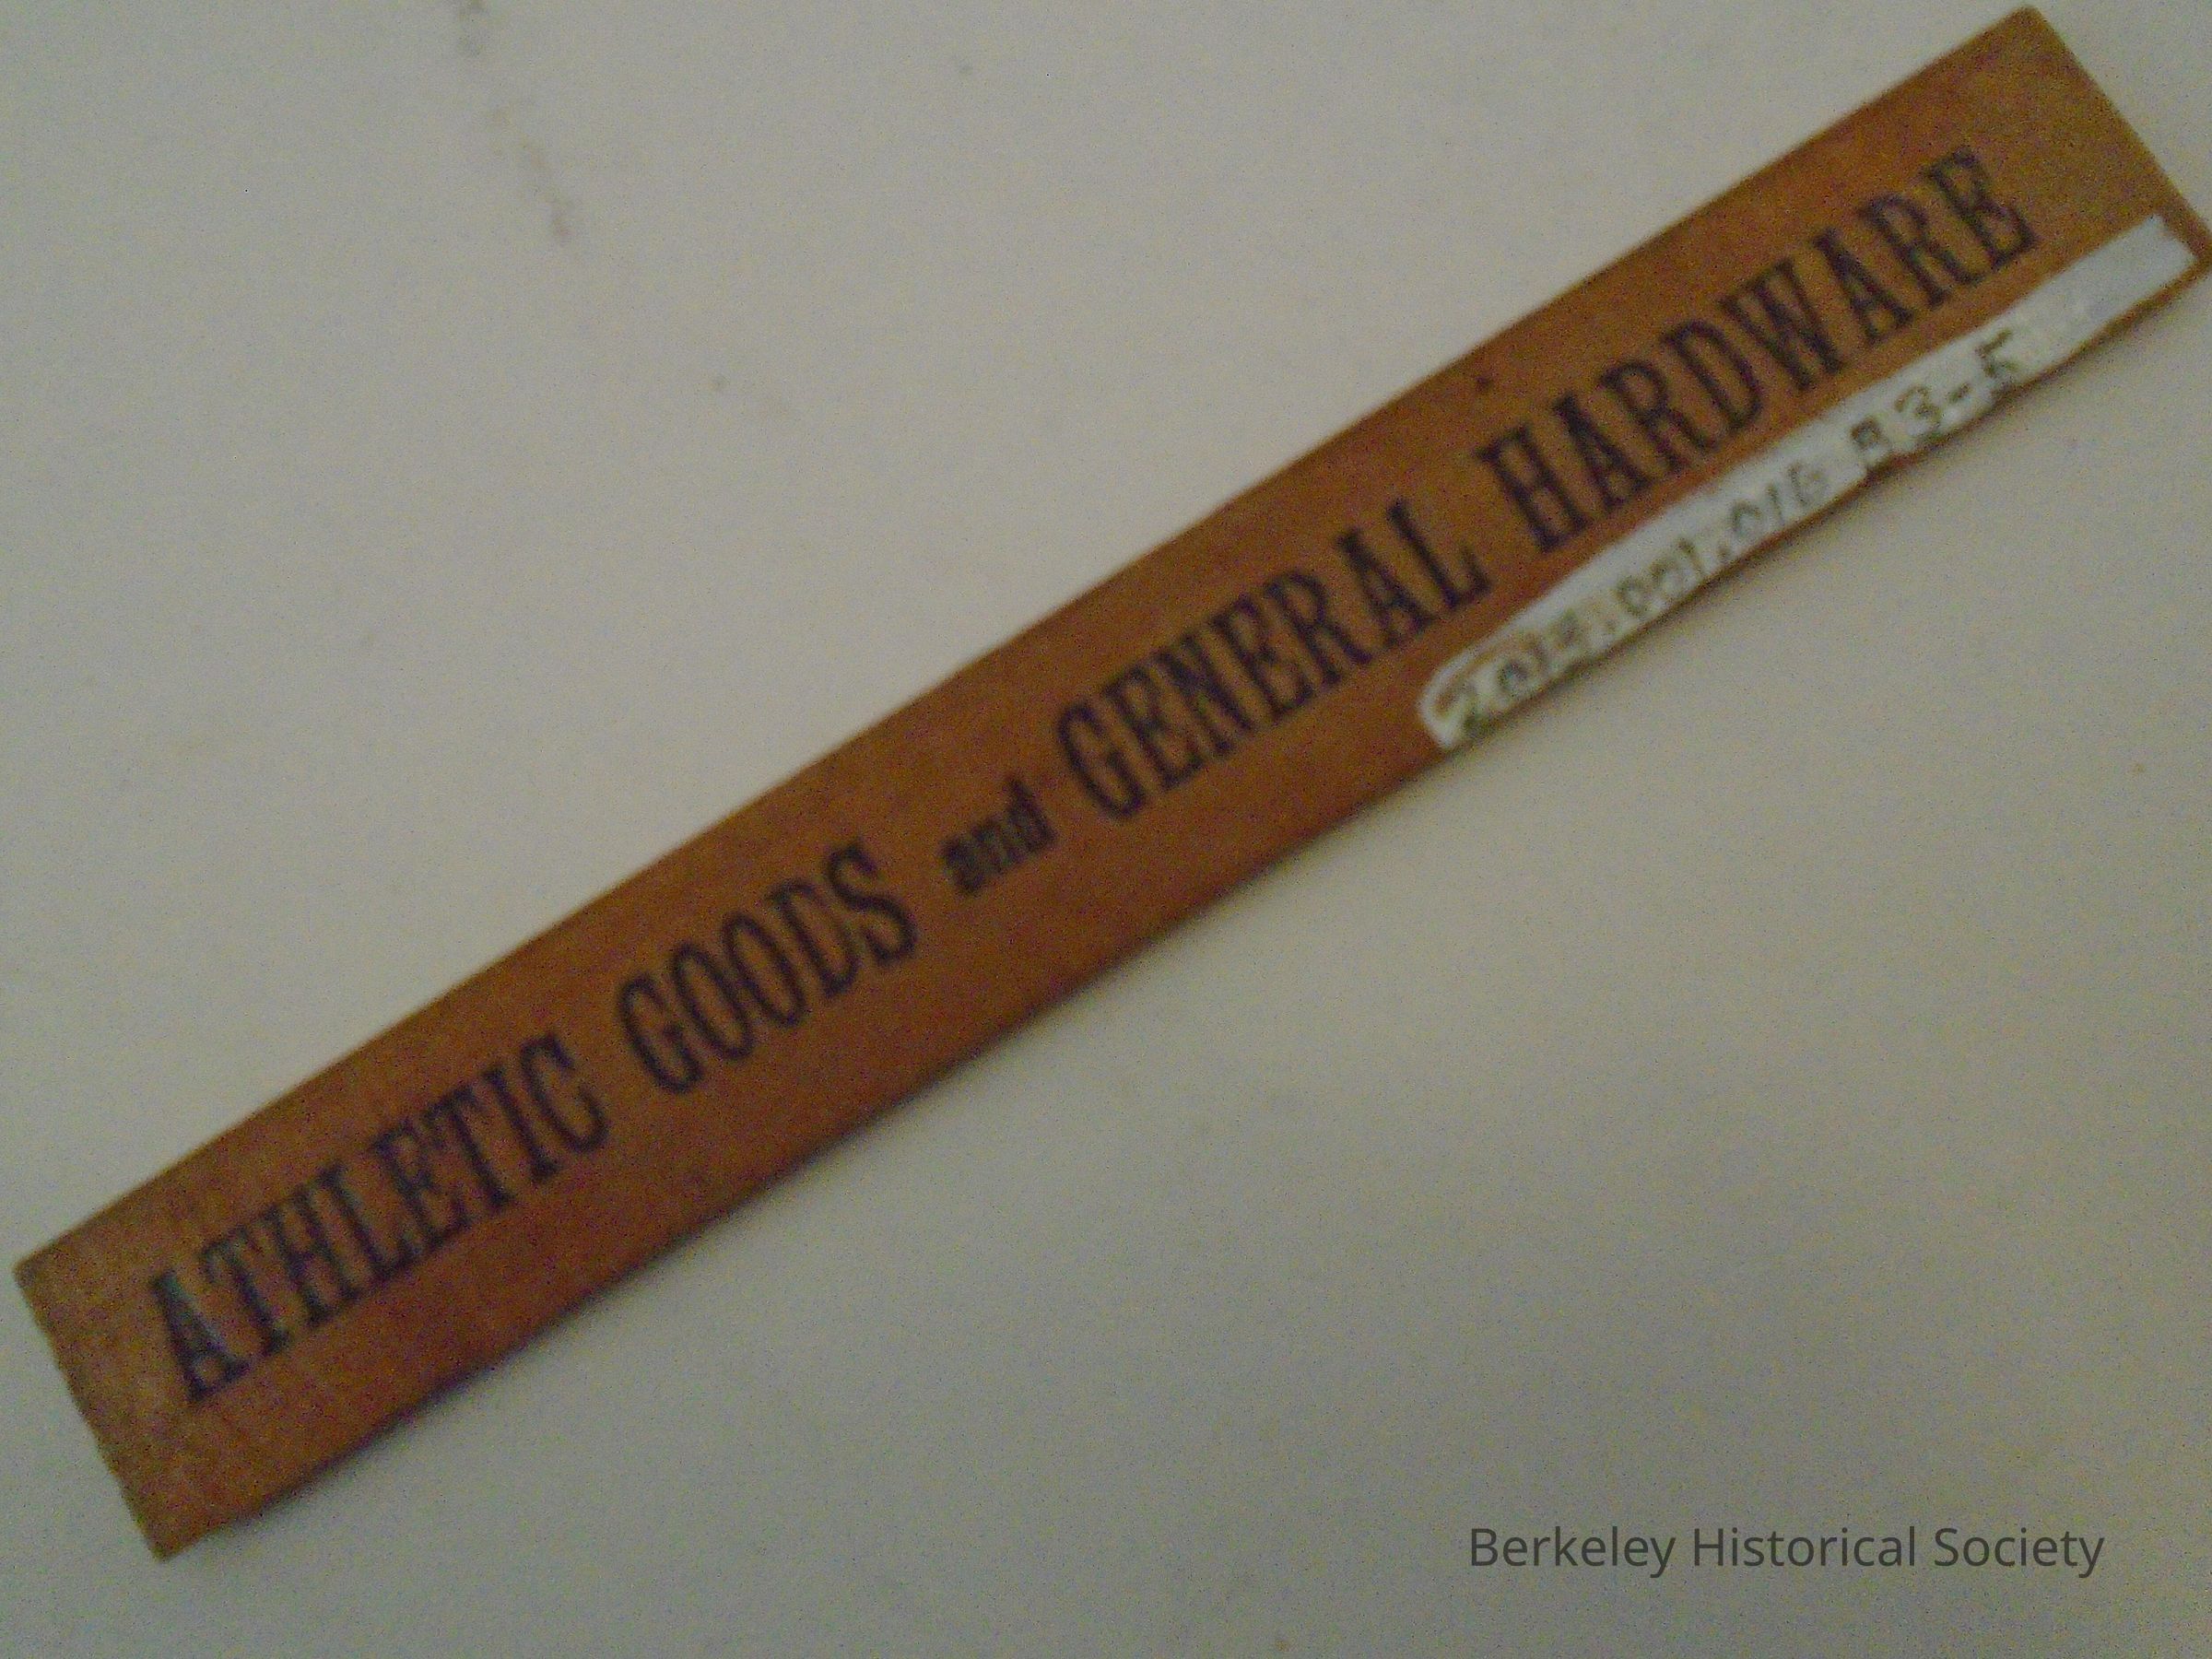 ATHLETIC GOODS and GENERAL HARDWARE
Berkeley Historical Society